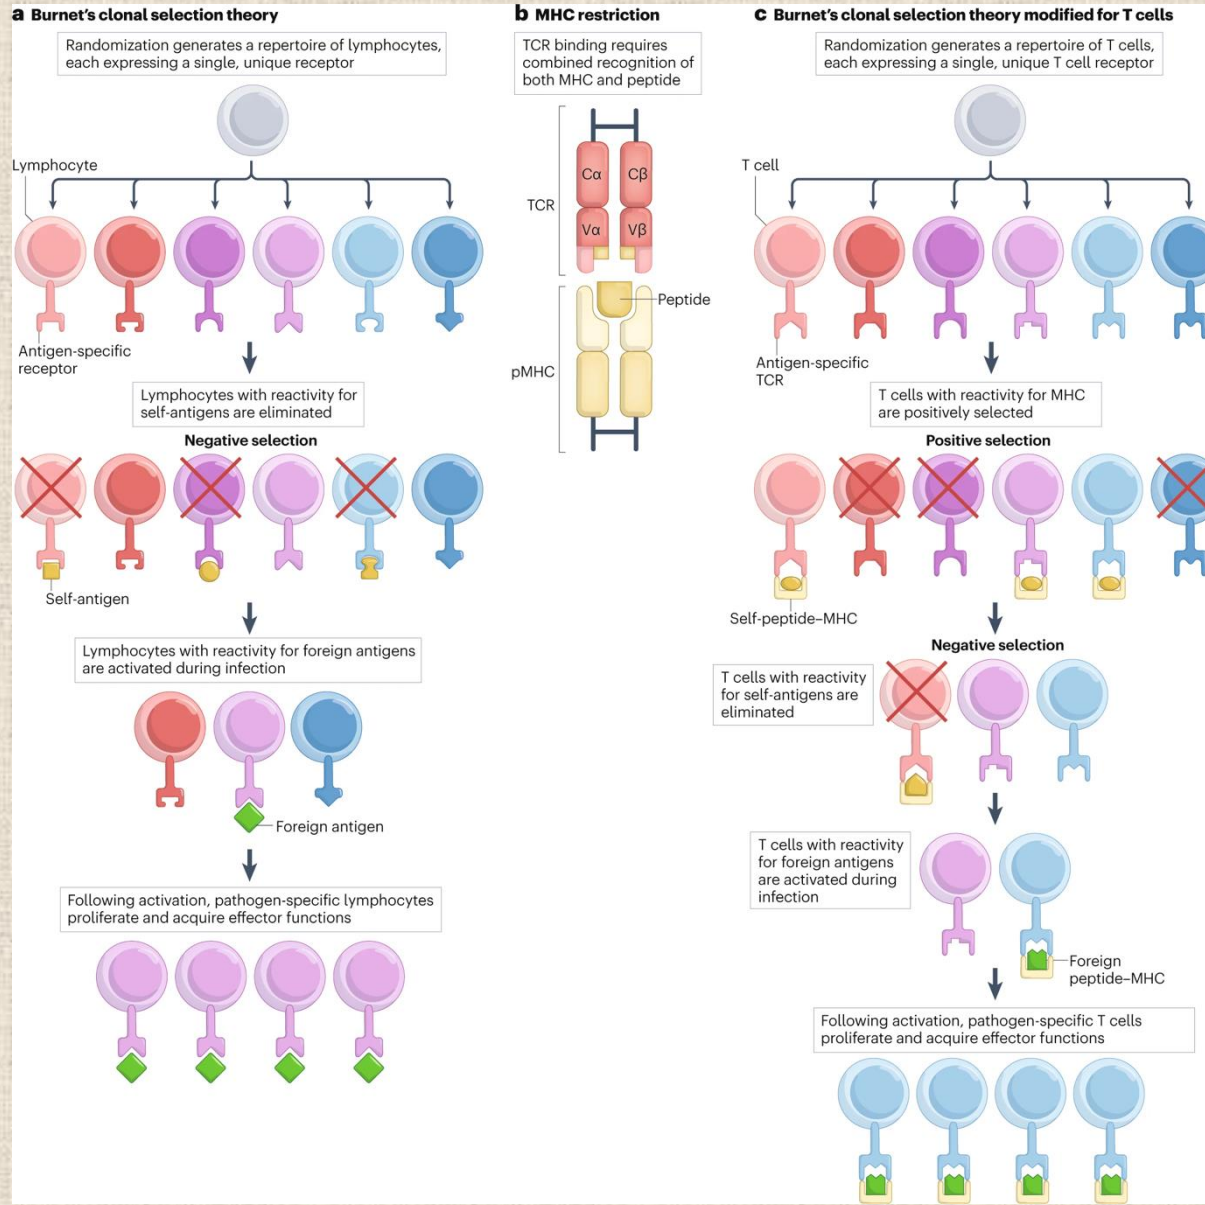 a Burnet's clonal selection theory
Randomization generates a repertoire of lymphocytes,
each expressing a single, unique receptor
Lymphocyte
Antigen-specific
receptor
Lymphocytes with reactivity for
self-antigens are eliminated
Negative selection
Self-antigen
Lymphocytes with reactivity for foreign antigens
are activated during infection
Foreign antigen
Following activation, pathogen-specific lymphocytes
proliferate and acquire effector functions
b MHC restriction
TCR binding requires
combined recognition of
both MHC and peptide
TCR
Cα
Cβ
Vα
Vβ
Peptide
pMHC
c Burnet's clonal selection theory modified for T cells
Randomization generates a repertoire of T cells,
each expressing a single, unique T cell receptor
T cell
Antigen-specific
TCR
T cells with reactivity for MHC
are positively selected
Positive selection
Self-peptide–MHC
Negative selection
T cells with reactivity
for self-antigens are
eliminated
T cells with reactivity
for foreign antigens
are activated during
infection
Foreign
peptide–MHC
Following activation, pathogen-specific T cells
proliferate and acquire effector functions